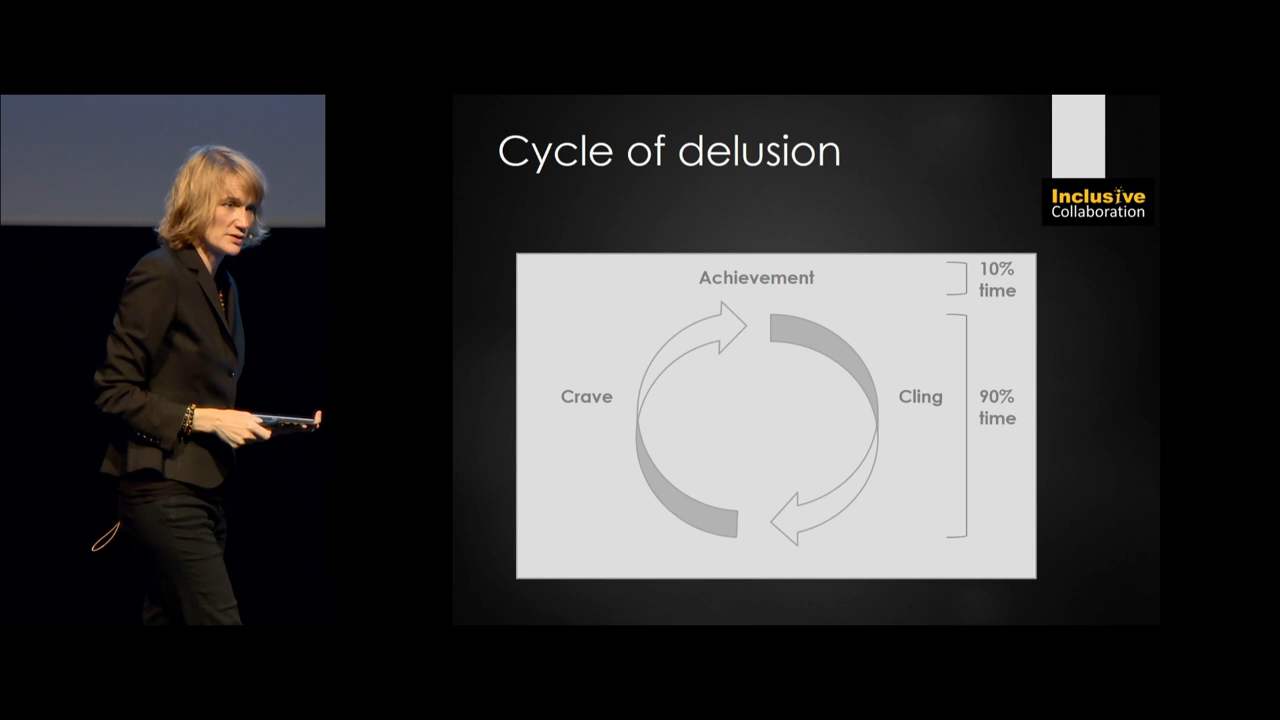 Cycle of delusion
Inclusive
Collaboration
Achievement
10%
time
Crave
Cling
90%
time